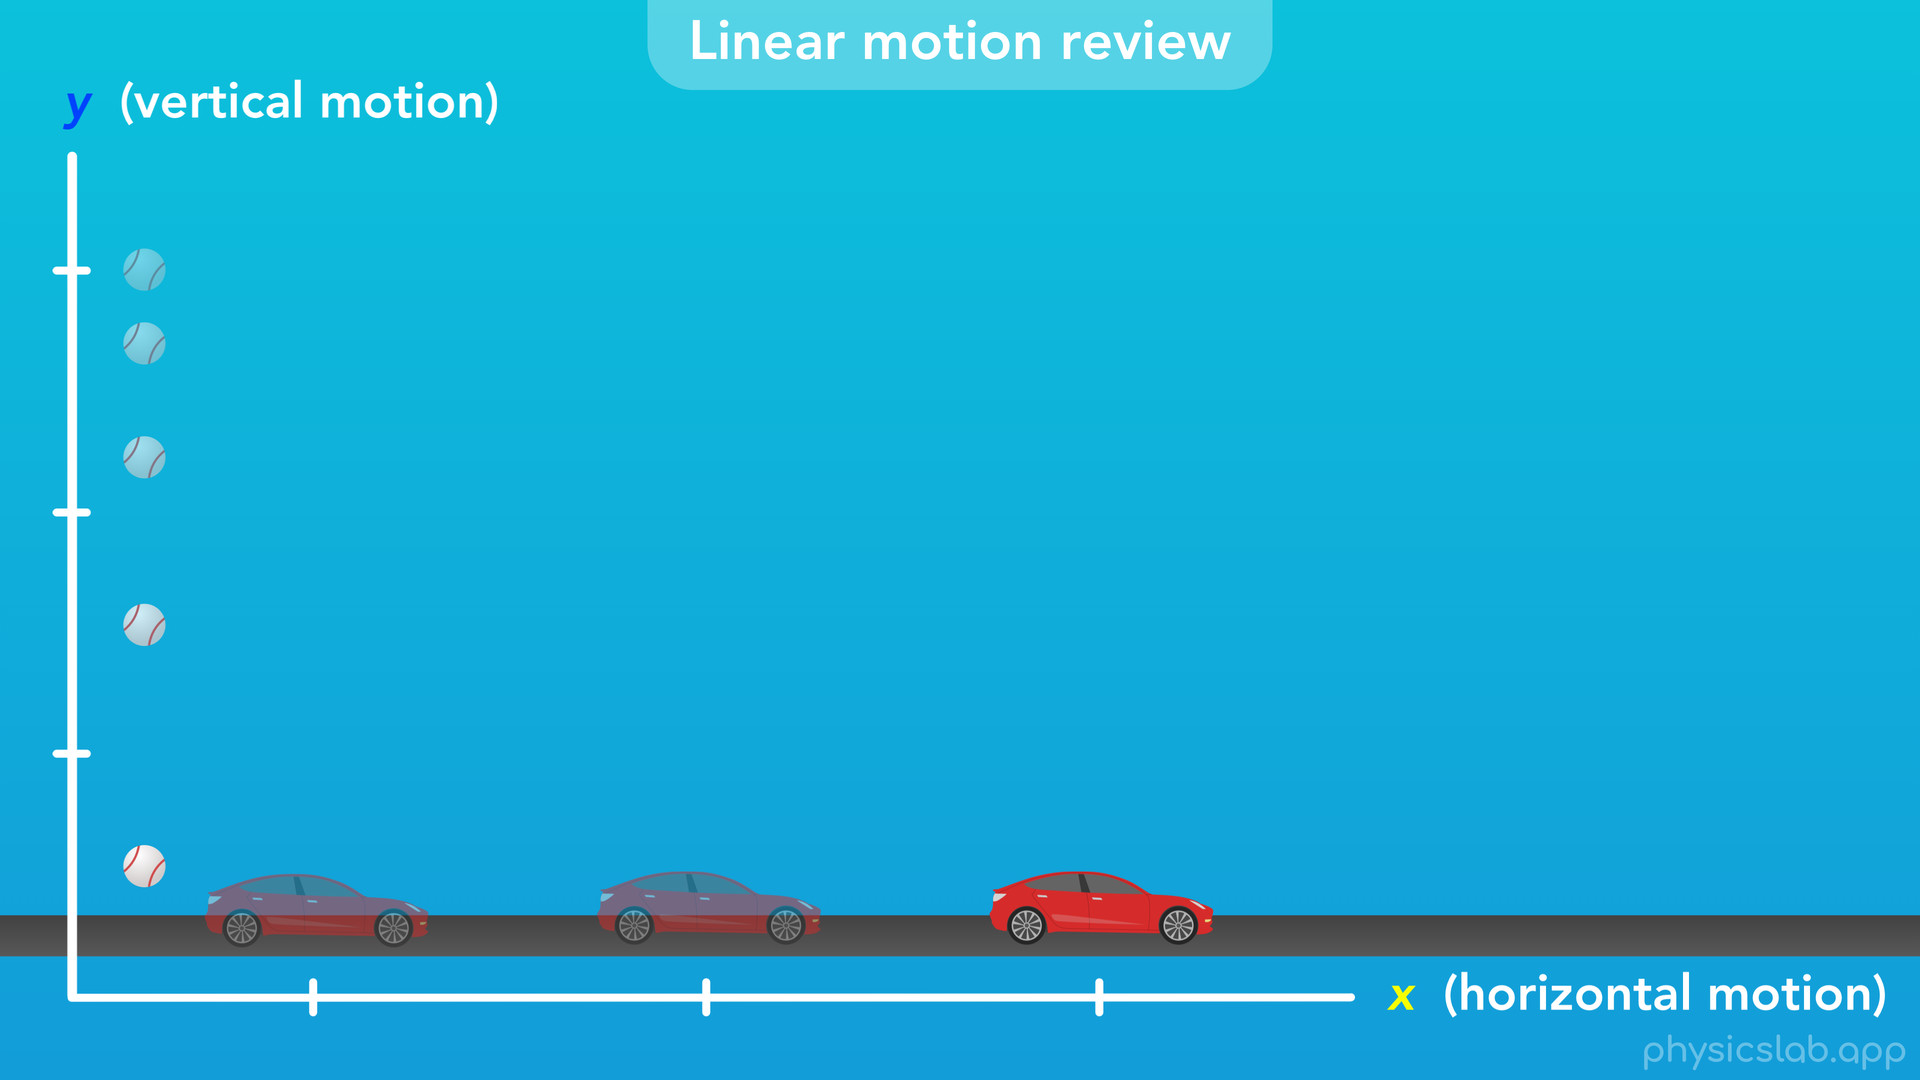 Linear motion review
y (vertical motion)
x (horizontal motion)
physicslab.app